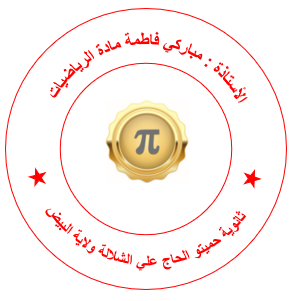 الأستاذة : مباركي فاطمة مادة الرياضيات
π
ثانوية حميتو الحاج علي الشلالة ولاية البيض